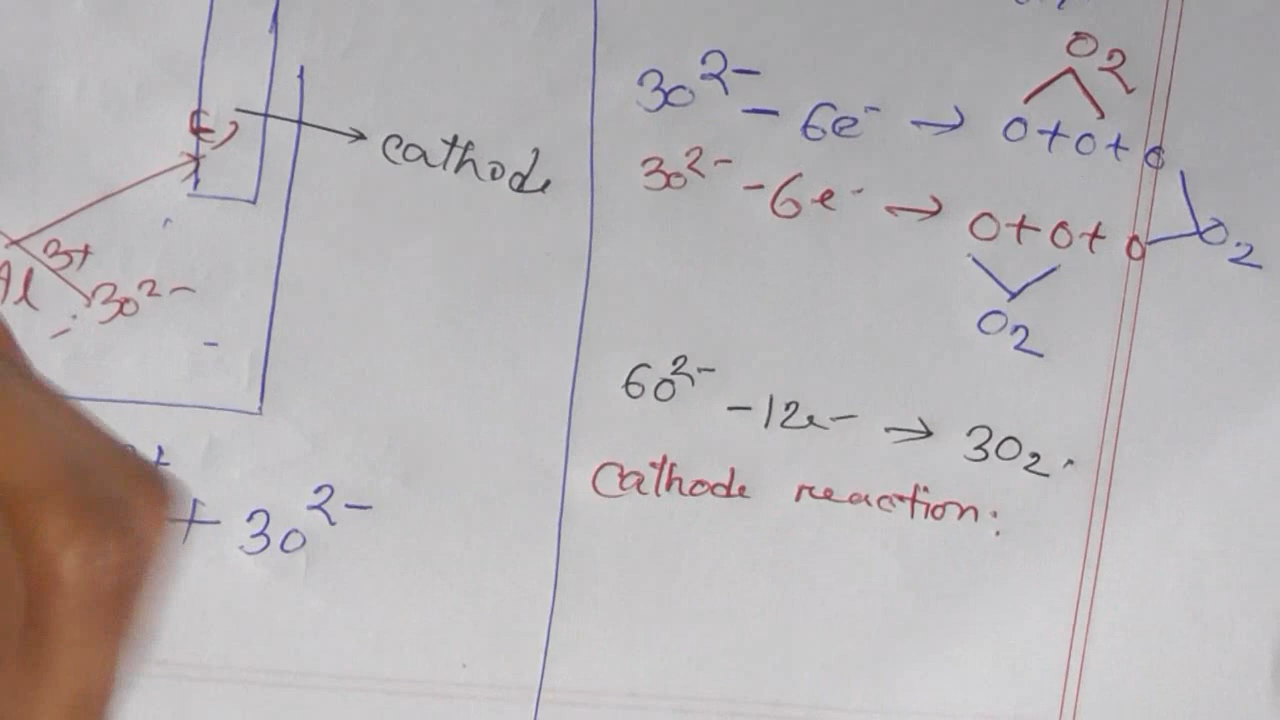 (-)
cathode
Al 3+
3O²⁻
+ 3O²⁻
O2
3O²⁻ - 6e⁻ → O+O+O
3O²⁻ - 6e⁻ → O+O+O
O2
O2
6O²⁻ - 12e⁻ → 3O2.
Cathode reaction: